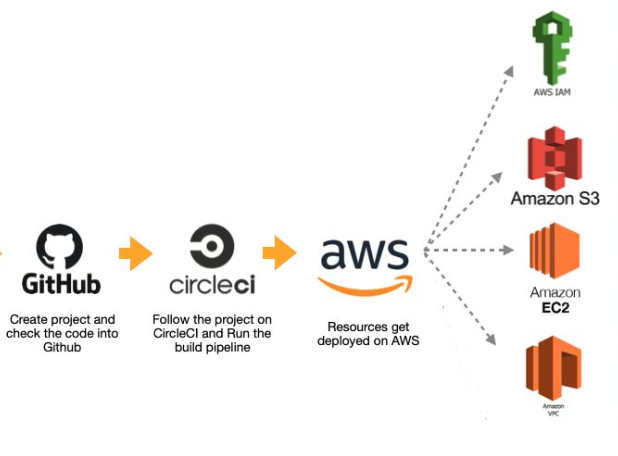 GitHub
Create project and
check the code into
Github
circleci
Follow the project on
CircleCI and Run the
build pipeline
aws
Resources get
deployed on AWS
AWS IAM
Amazon S3
Amazon
EC2
Amazon
VPC